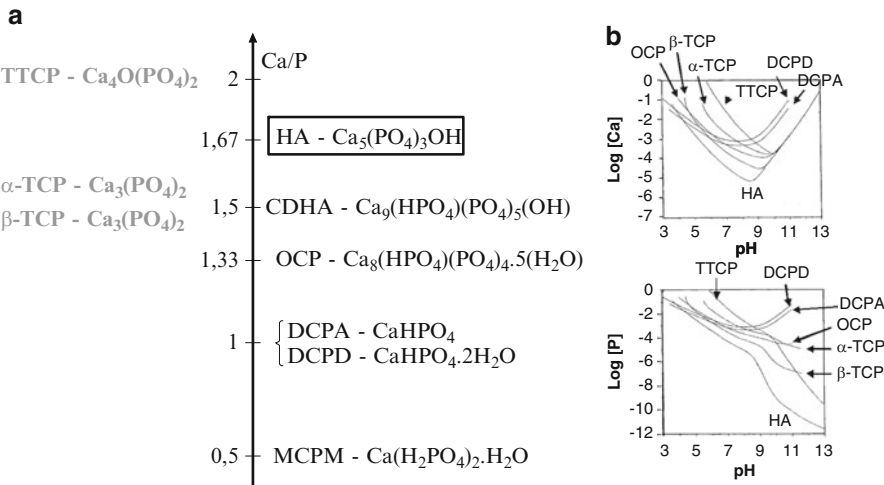 a
Ca/P
TTCP - Ca₄O(PO₄)₂
2
1,67
HA - Ca₅(PO₄)₃OH
α-TCP - Ca₃(PO₄)₂
β-TCP - Ca₃(PO₄)₂
1,5
CDHA - Ca₉(HPO₄)(PO₄)₅(OH)
1,33
OCP - Ca₈(HPO₄)(PO₄)₄.5(H₂O)
1
DCPA - CaHPO₄
DCPD - CaHPO₄.2H₂O
0,5
MCPM - Ca(H₂PO₄)₂.H₂O
b
β-TCP
OCP
α-TCP
TTCP
DCPD
DCPA
0
-1
-2
-3
-4
-5
-6
-7
Log [Ca]
HA
3 5 7 9 11 13
pH
TTCP
DCPD
DCPA
OCP
α-TCP
β-TCP
0
-2
-4
-6
-8
-10
-12
Log [P]
HA
3 5 7 9 11 13
pH